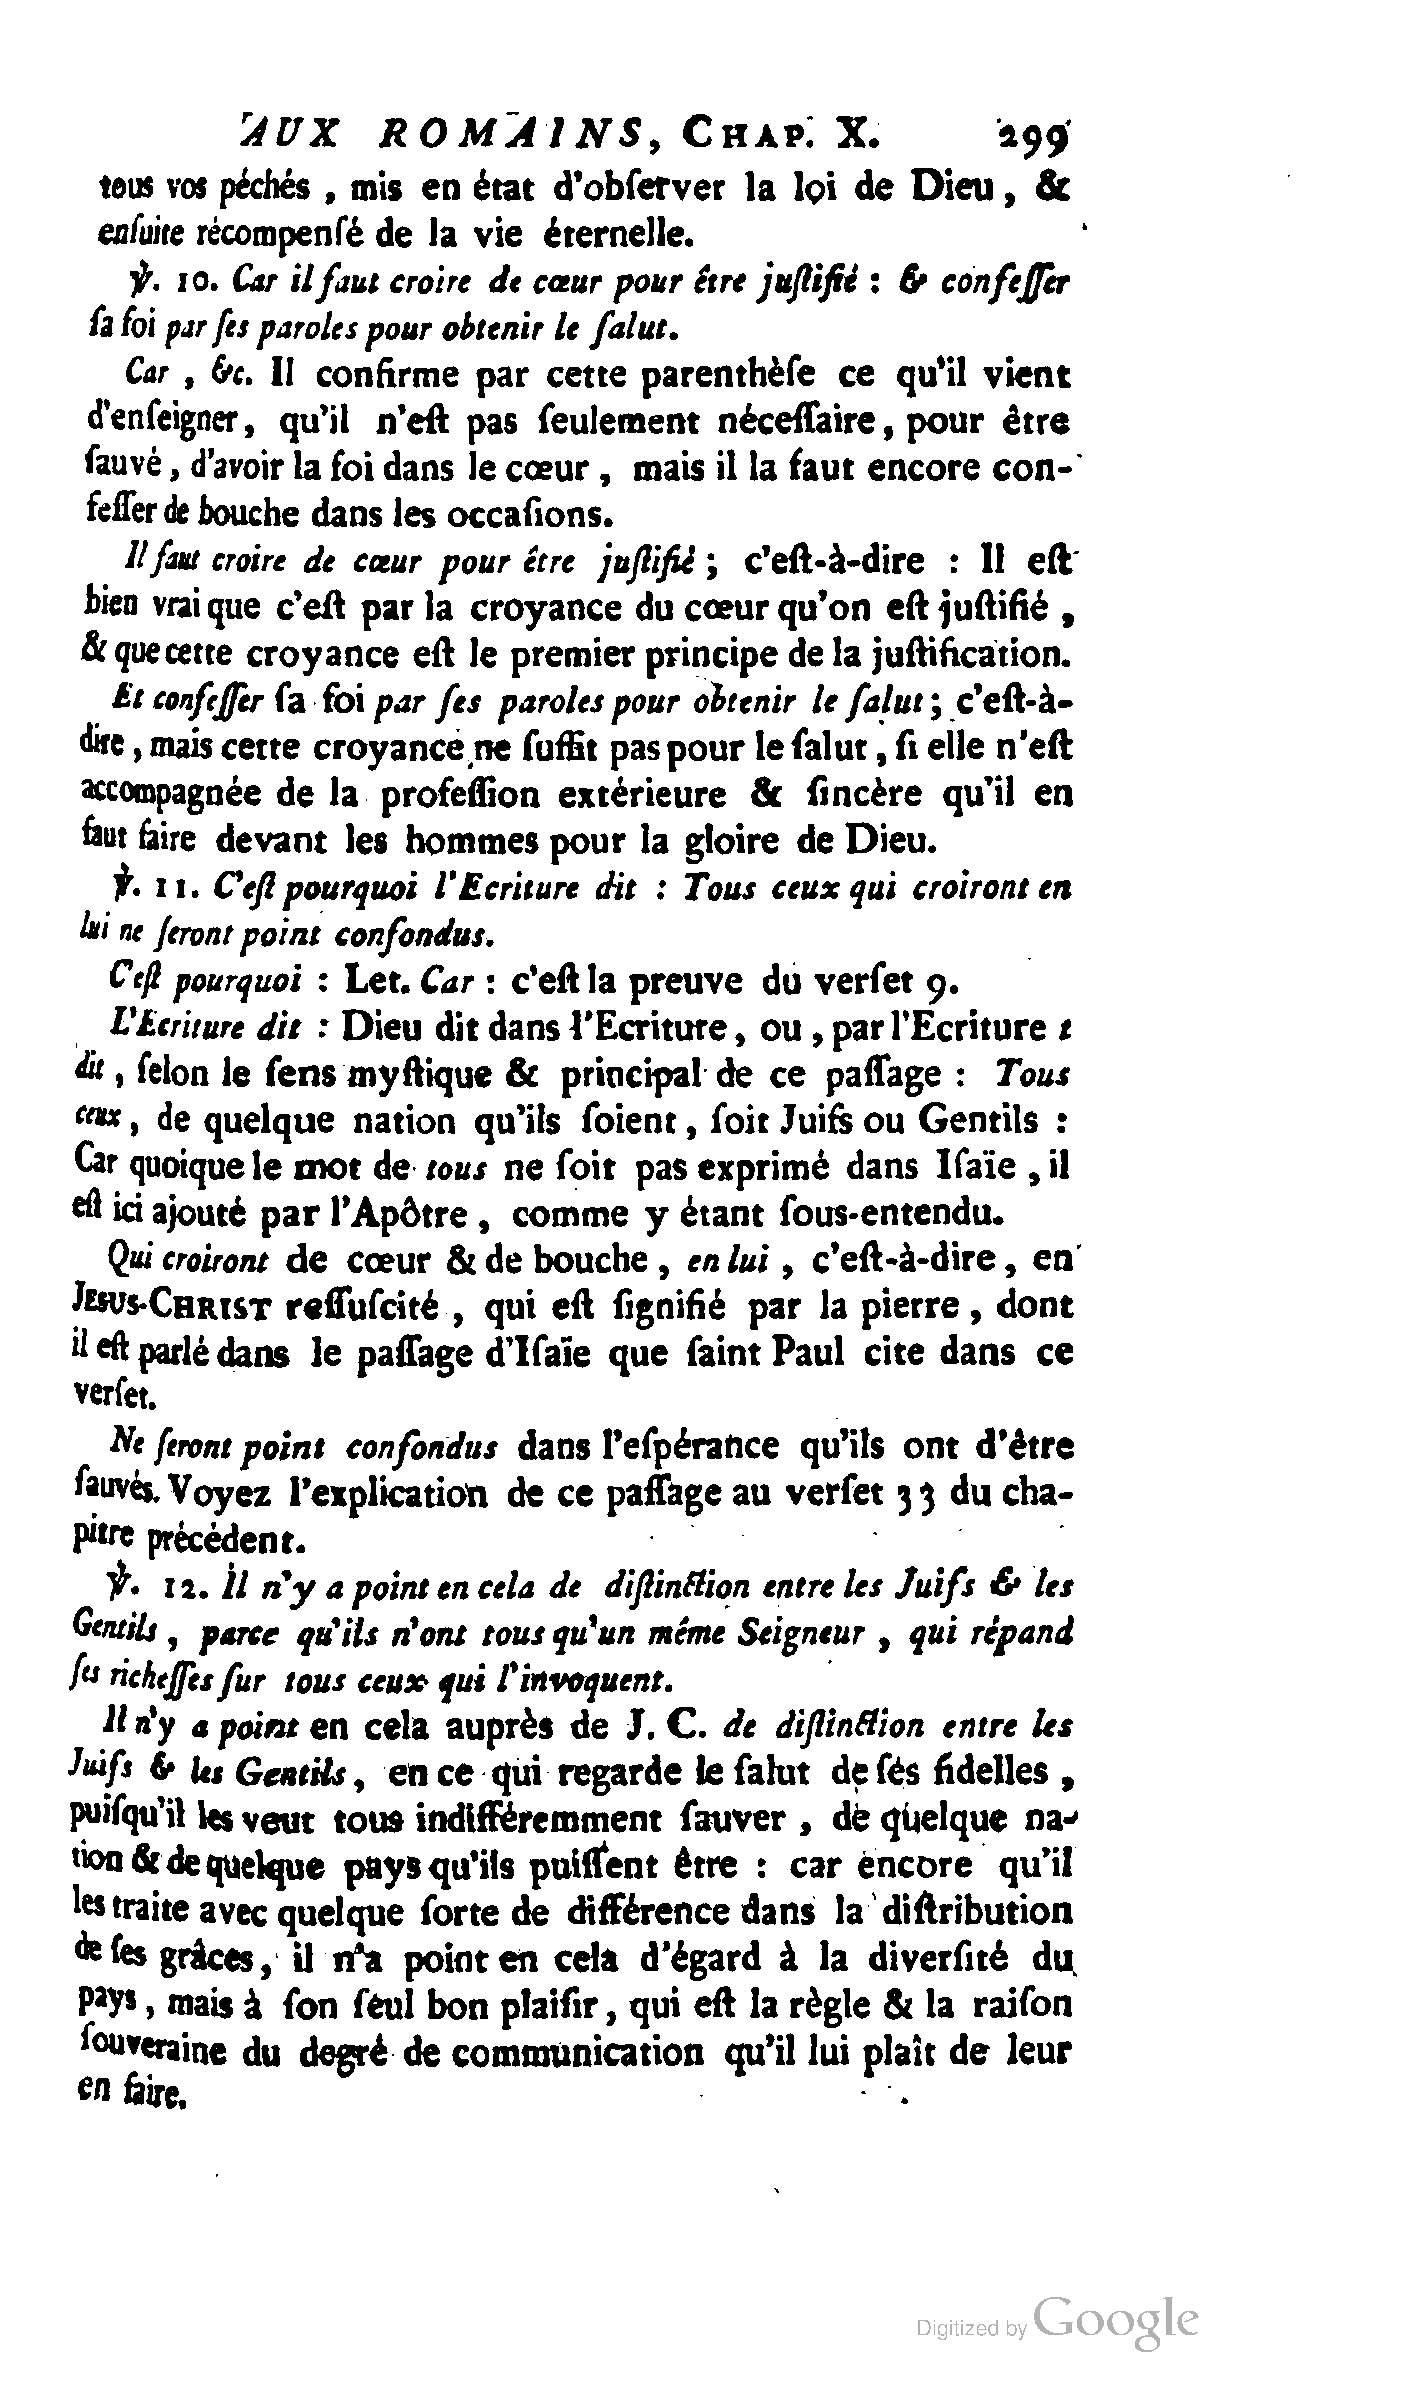 AUX ROMAINS, CHAP. X. 299
tous vos péchés, mis en état d'obſerver la loi de Dieu, &
enſuite récompenſé de la vie éternelle.
℣. 10. Car il faut croire de cœur pour être juſtifié : & confeſſer
ſa foi par ſes paroles pour obtenir le ſalut.
Car, &c. Il confirme par cette parenthèſe ce qu'il vient
d'enſeigner, qu'il n'eſt pas ſeulement néceſſaire, pour être
ſauvé, d'avoir la foi dans le cœur, mais il la faut encore con-
feſſer de bouche dans les occaſions.
Il faut croire de cœur pour être juſtifié; c'eſt-à-dire : Il eſt
bien vrai que c'eſt par la croyance du cœur qu'on eſt juſtifié,
& que cette croyance eſt le premier principe de la juſtification.
Et confeſſer ſa foi par ſes paroles pour obtenir le ſalut; c'eſt-à-
dire, mais cette croyance ne ſuffit pas pour le ſalut, ſi elle n'eſt
accompagnée de la profeſſion extérieure & ſincère qu'il en
faut faire devant les hommes pour la gloire de Dieu.
℣. 11. C'eſt pourquoi l'Ecriture dit : Tous ceux qui croiront en
lui ne ſeront point confondus.
C'eſt pourquoi : Let. Car : c'eſt la preuve du verſet 9.
L'Ecriture dit : Dieu dit dans l'Ecriture, ou, par l'Ecriture :
dit, ſelon le ſens myſtique & principal de ce paſſage : Tous
ceux, de quelque nation qu'ils ſoient, ſoit Juifs ou Gentils :
Car quoique le mot de tous ne ſoit pas exprimé dans Iſaïe, il
eſt ici ajouté par l'Apôtre, comme y étant ſous-entendu.
Qui croiront de cœur & de bouche, en lui, c'eſt-à-dire, en
JESUS-CHRIST reſſuſcité, qui eſt ſignifié par la pierre, dont
il eſt parlé dans le paſſage d'Iſaïe que ſaint Paul cite dans ce
verſet.
Ne ſeront point confondus dans l'eſpérance qu'ils ont d'être
ſauvés. Voyez l'explication de ce paſſage au verſet 33 du cha-
pitre précédent.
℣. 12. Il n'y a point en cela de diſtinction entre les Juifs & les
Gentils, parce qu'ils n'ont tous qu'un même Seigneur, qui répand
ſes richeſſes ſur tous ceux qui l'invoquent.
Il n'y a point en cela auprès de J. C. de diſtinction entre les
Juifs & les Gentils, en ce qui regarde le ſalut de ſes fidelles,
puiſqu'il les veut tous indifféremment ſauver, de quelque na-
tion & de quelque pays qu'ils puiſſent être : car encore qu'il
les traite avec quelque ſorte de différence dans la diſtribution
de ſes grâces, il n'a point en cela d'égard à la diverſité du
pays, mais à ſon ſeul bon plaiſir, qui eſt la règle & la raiſon
ſouveraine du degré de communication qu'il lui plaît de leur
en faire.
Digitized by Google